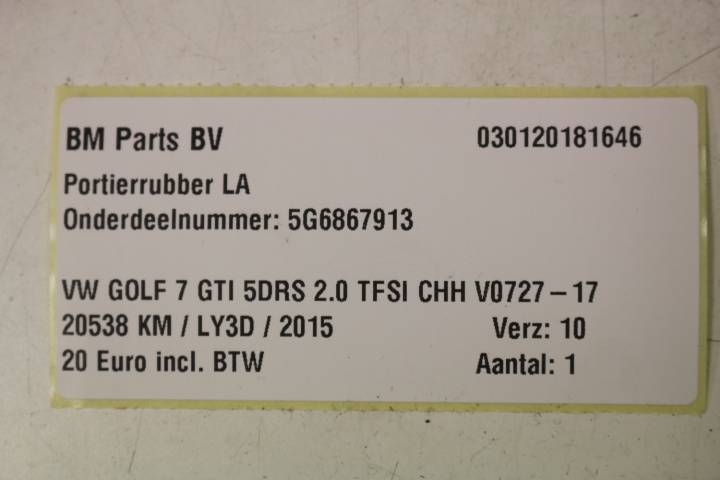 BM Parts BV 030120181646
Portierrubber LA
Onderdeelnummer: 5G6867913
VW GOLF 7 GTI 5DRS 2.0 TFSI CHH V0727-17
20538 KM / LY3D / 2015 Verz: 10
20 Euro incl. BTW Aantal: 1